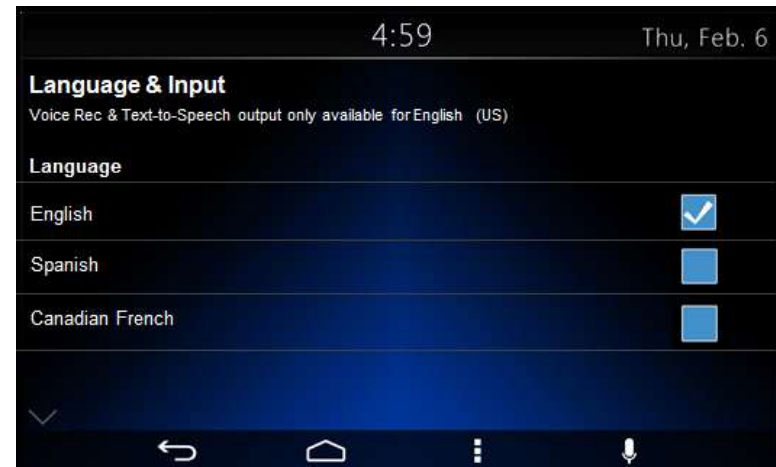 4:59
Thu, Feb. 6
Language & Input
Voice Rec & Text-to-Speech output only available for English (US)
Language
English
Spanish
Canadian French